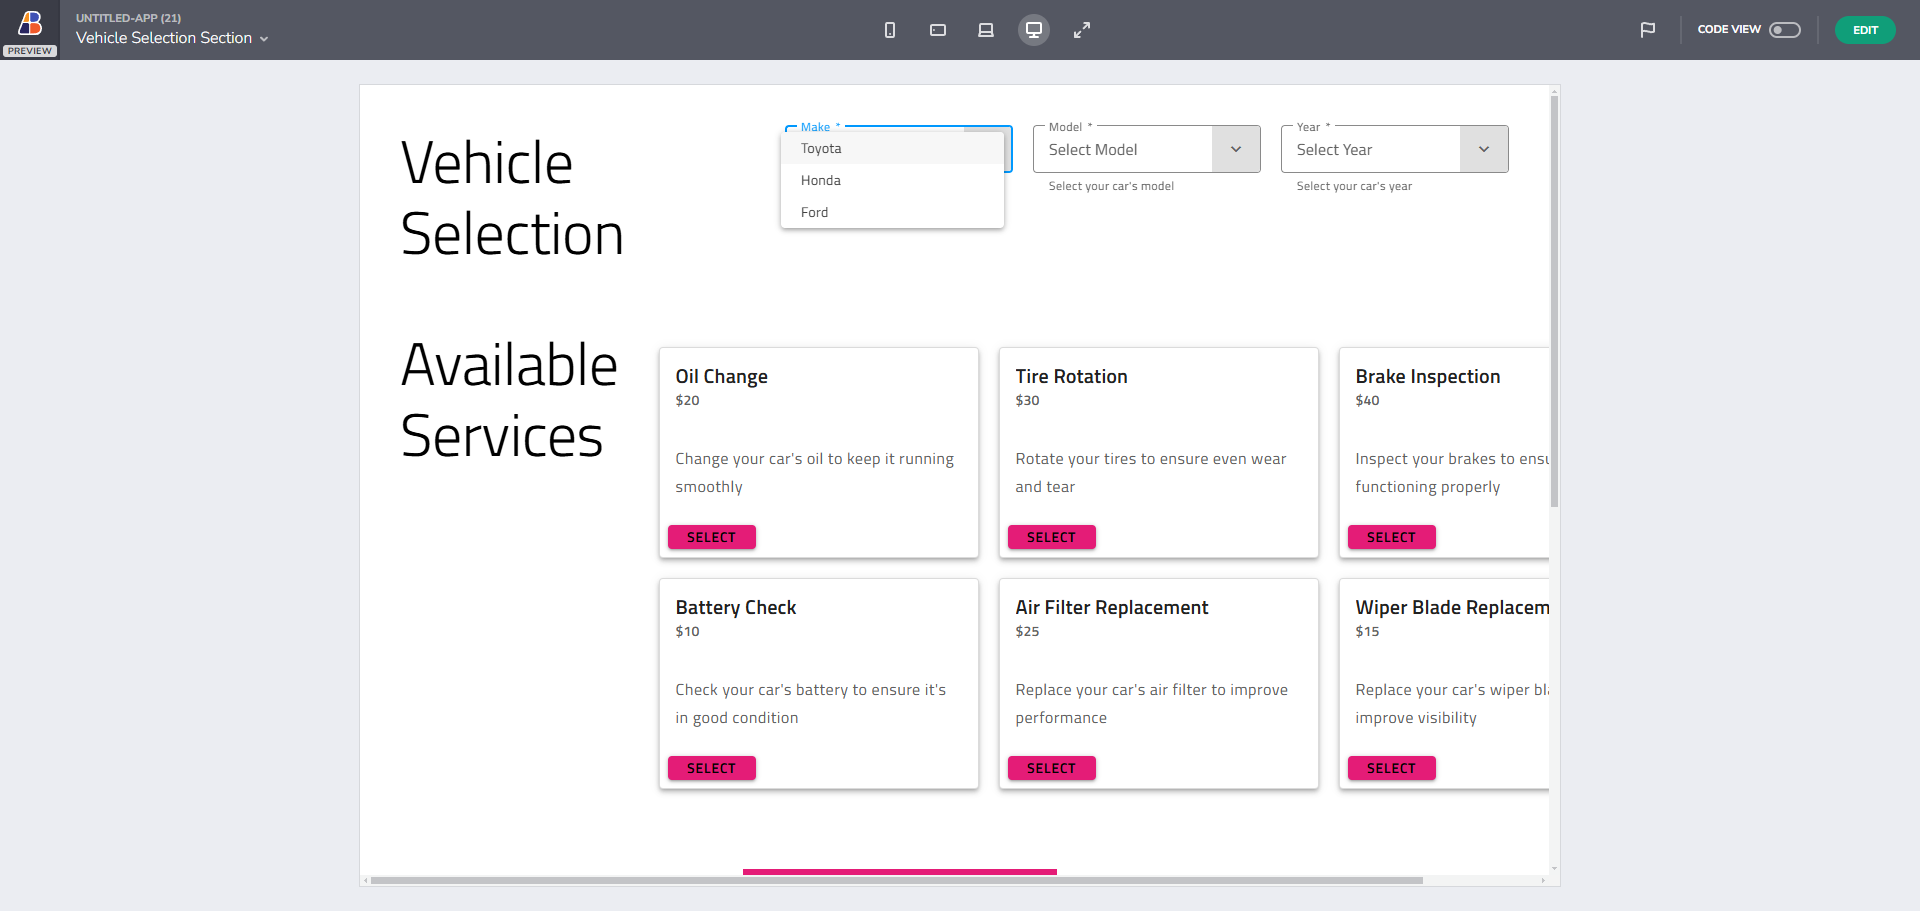 UNTITLED-APP (21)
Vehicle Selection Section
PREVIEW
CODE VIEW
EDIT
Vehicle
Selection
Make *
Toyota
Honda
Ford
Model *
Select Model
Select your car's model
Year *
Select Year
Select your car's year
Available
Services
Oil Change
$20
Change your car's oil to keep it running
smoothly
SELECT
Tire Rotation
$30
Rotate your tires to ensure even wear
and tear
SELECT
Brake Inspection
$40
Inspect your brakes to
functioning properly
SELECT
Battery Check
$10
Check your car's battery to ensure it's
in good condition
SELECT
Air Filter Replacement
$25
Replace your car's air filter to improve
performance
SELECT
Wiper Blade
$15
Replace your car's wiper
improve visibility
SELECT